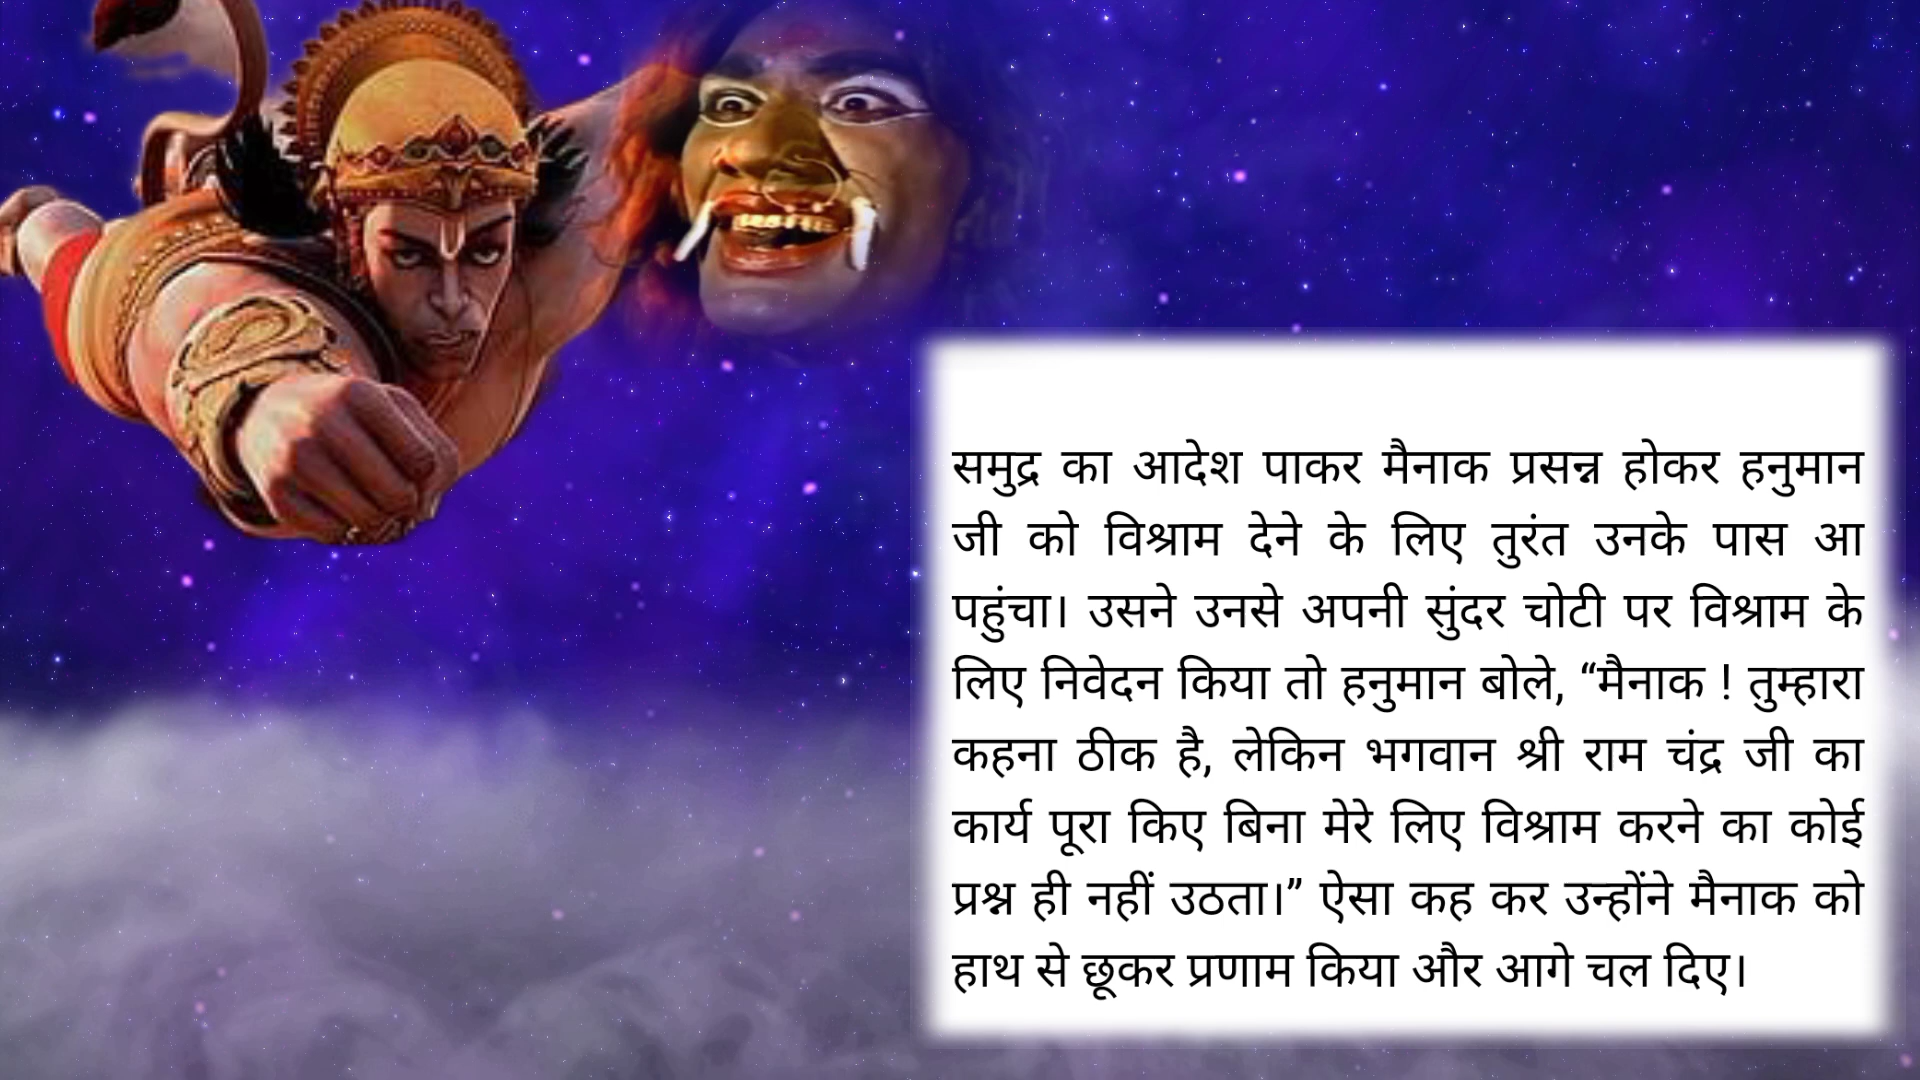 समुद्र का आदेश पाकर मैनाक प्रसन्न होकर हनुमान
जी को विश्राम देने के लिए तुरंत उनके पास आ
पहुंचा। उसने उनसे अपनी सुंदर चोटी पर विश्राम के
लिए निवेदन किया तो हनुमान बोले, “मैनाक ! तुम्हारा
कहना ठीक है, लेकिन भगवान श्री राम चंद्र जी का
कार्य पूरा किए बिना मेरे लिए विश्राम करने का कोई
प्रश्न ही नहीं उठता।” ऐसा कह कर उन्होंने मैनाक को
हाथ से छूकर प्रणाम किया और आगे चल दिए।